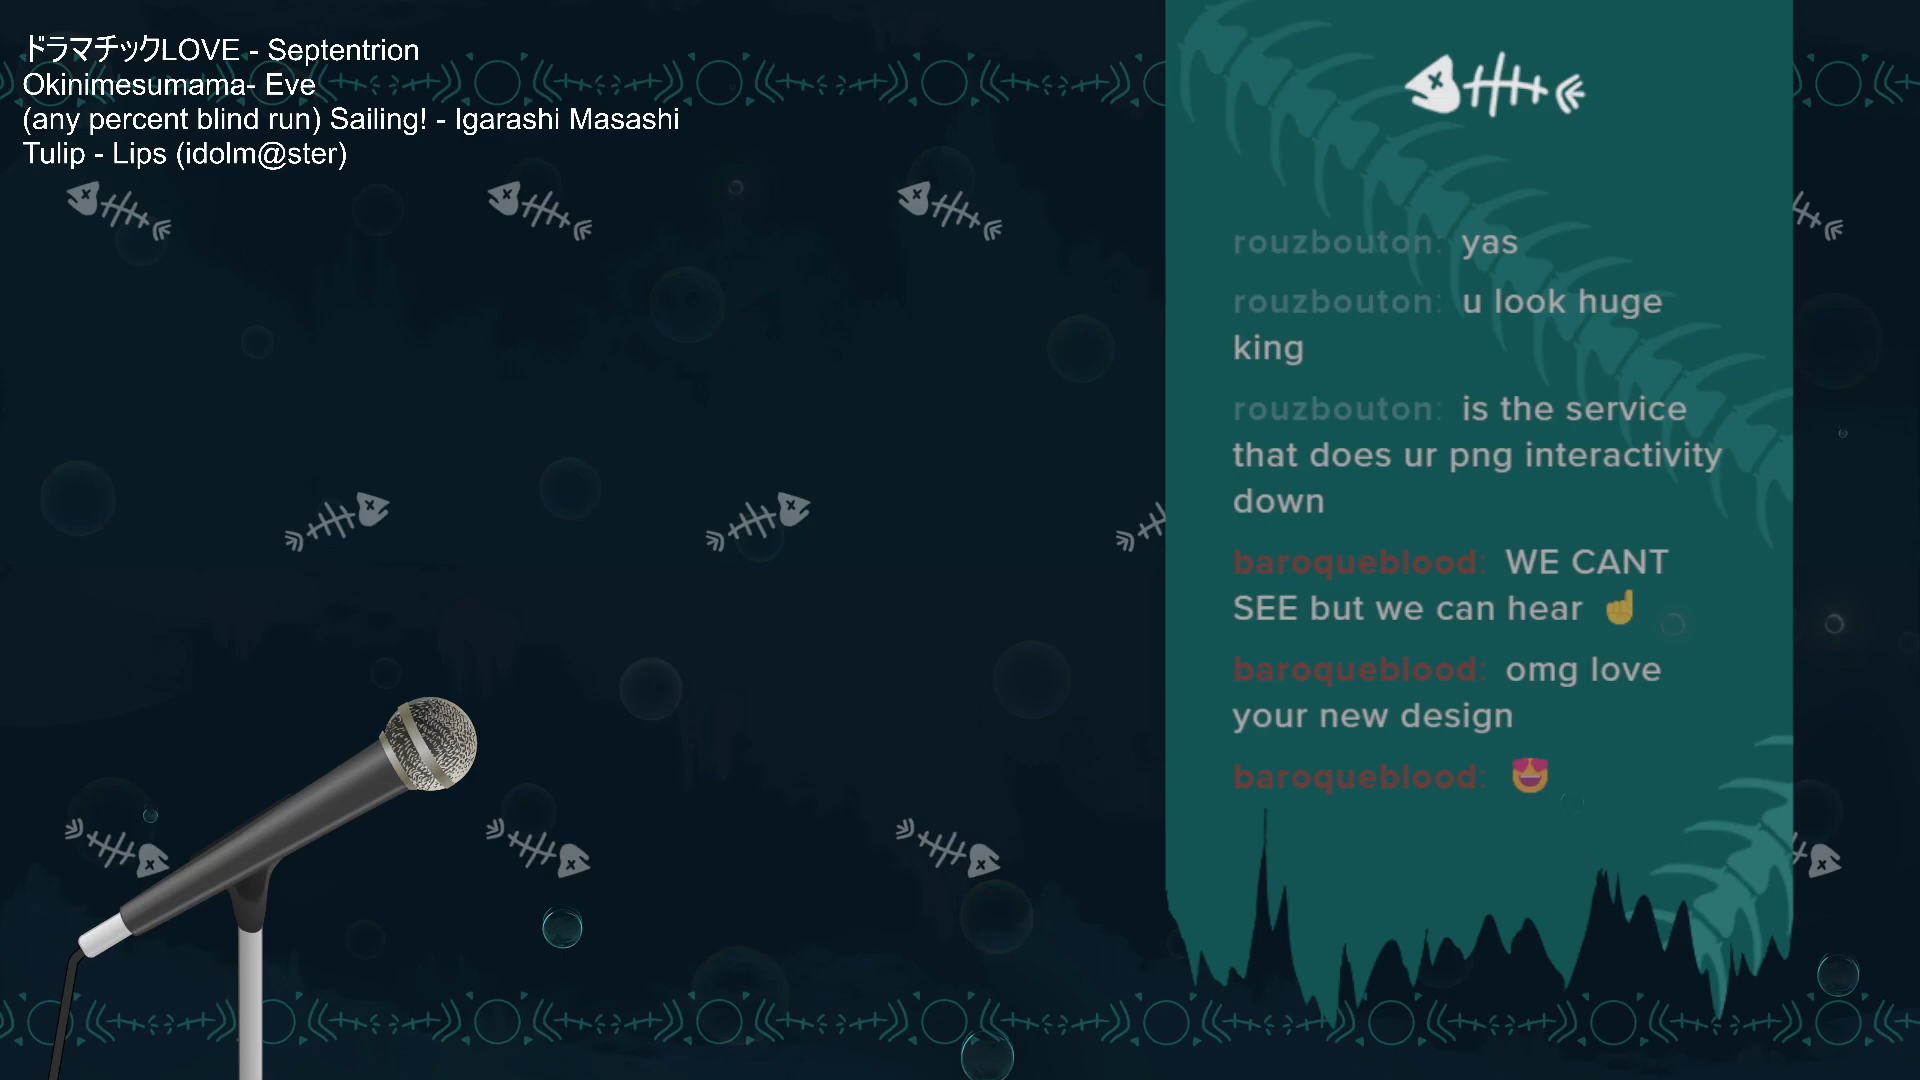 ドラマチックLOVE - Septentrion
Okinimesumama- Eve
(any percent blind run) Sailing! - Igarashi Masashi
Tulip - Lips (idolm@ster)
rouzbouton: yas
rouzbouton: u look huge
king
rouzbouton: is the service
that does ur png interactivity
down
baroqueblood: WE CANT
SEE but we can hear ☝
baroqueblood: omg love
your new design
baroqueblood: 😍